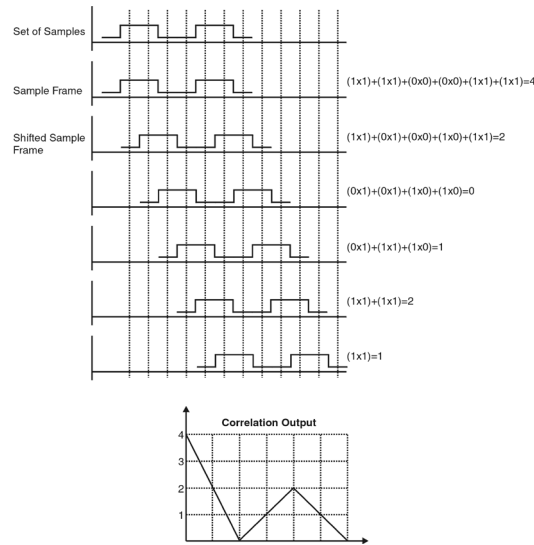 Set of Samples
Sample Frame
(1x1)+(1x1)+(0x0)+(0x0)+(1x1)+(1x1)=4
Shifted Sample
Frame
(1x1)+(0x1)+(0x0)+(1x0)+(1x1)=2
(0x1)+(0x1)+(1x0)+(1x0)=0
(0x1)+(1x1)+(1x0)=1
(1x1)+(1x1)=2
(1x1)=1
Correlation Output
4
3
2
1